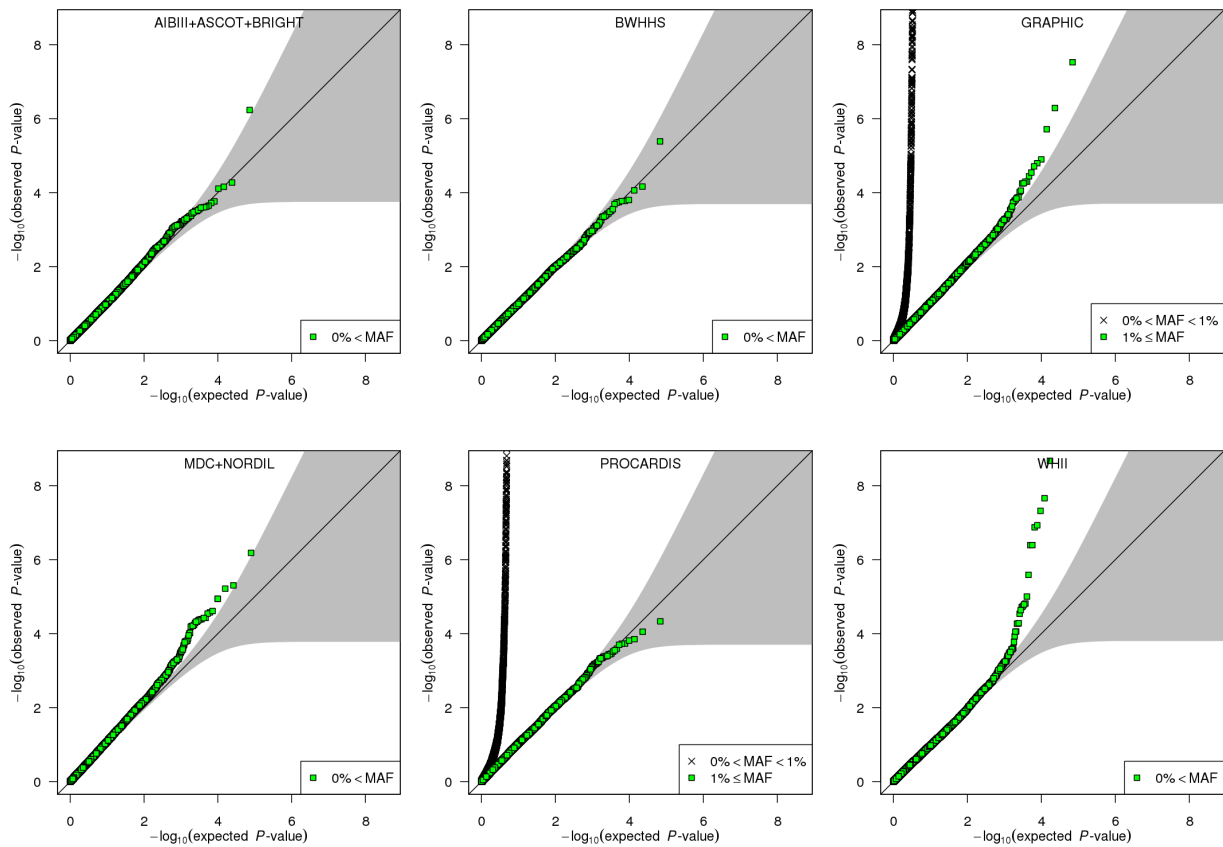 AIBIII+ASCOT+BRIGHT
8
6
4
2
0
−log10(observed P-value)
0% < MAF
0 2 4 6 8
−log10(expected P-value)
BWHHS
8
6
4
2
0
−log10(observed P-value)
0% < MAF
0 2 4 6 8
−log10(expected P-value)
GRAPHIC
8
6
4
2
0
−log10(observed P-value)
0% < MAF < 1%
1% ≤ MAF
0 2 4 6 8
−log10(expected P-value)
MDC+NORDIL
8
6
4
2
0
−log10(observed P-value)
0% < MAF
0 2 4 6 8
−log10(expected P-value)
PROCARDIS
8
6
4
2
0
−log10(observed P-value)
0% < MAF < 1%
1% ≤ MAF
0 2 4 6 8
−log10(expected P-value)
WHII
8
6
4
2
0
−log10(observed P-value)
0% < MAF
0 2 4 6 8
−log10(expected P-value)